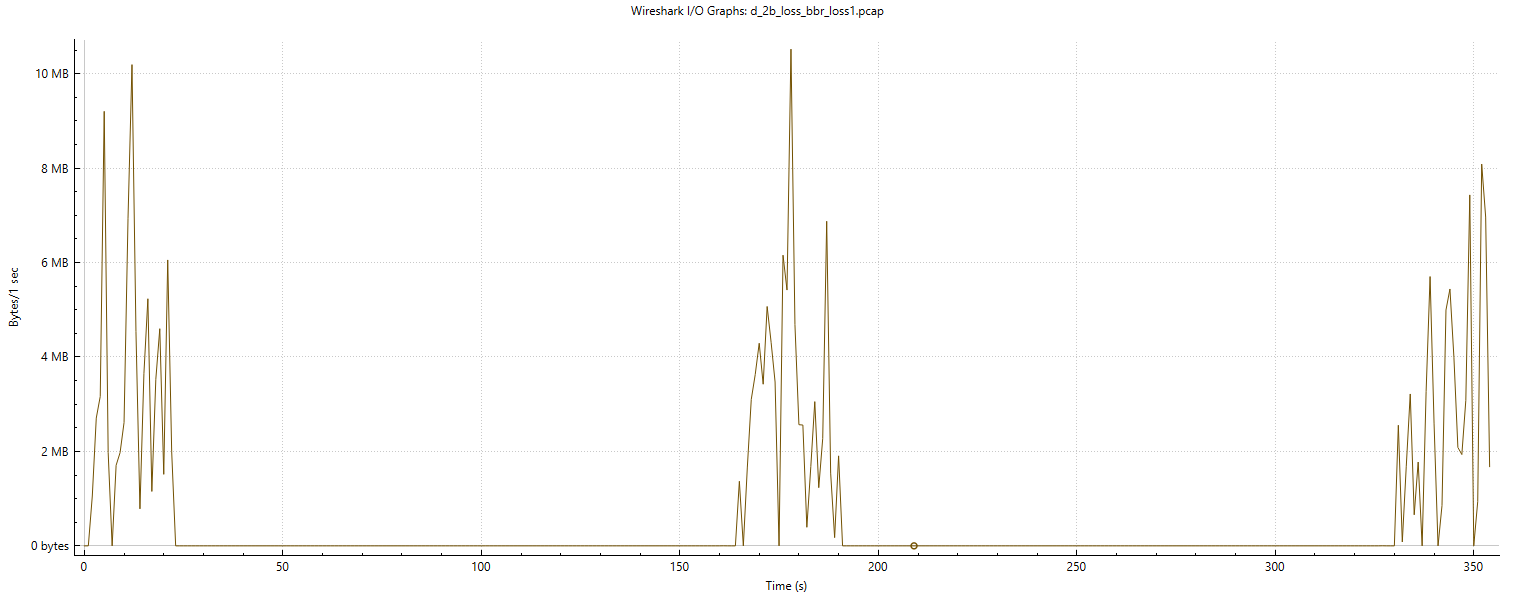 Wireshark I/O Graphs: d_2b_loss_bbr_loss1.pcap
10 MB
8 MB
6 MB
4 MB
2 MB
0 bytes
Bytes/1 sec
0 50 100 150 200 250 300 350
Time (s)